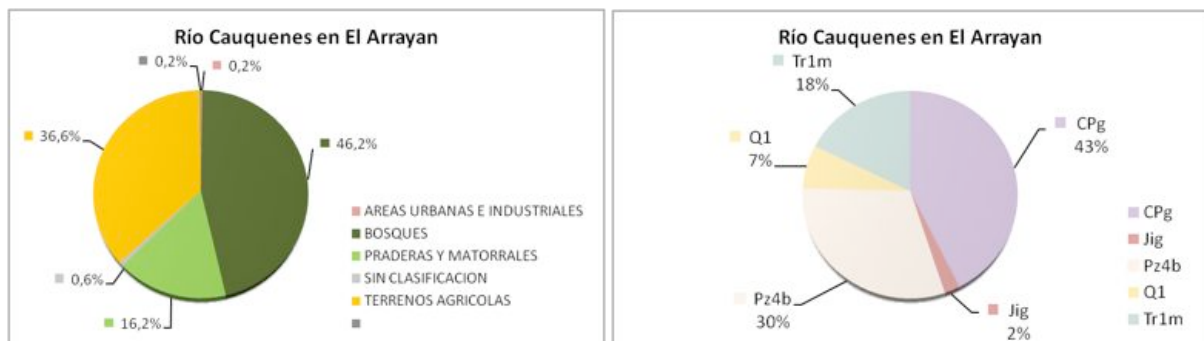 Río Cauquenes en El Arrayan
0,2%
0,2%
36,6%
46,2%
AREAS URBANAS E INDUSTRIALES
BOSQUES
PRADERAS Y MATORRALES
SIN CLASIFICACION
TERRENOS AGRICOLAS
0,6%
16,2%
Río Cauquenes en El Arrayan
Tr1m
18%
CPg
43%
Q1
7%
CPg
Jig
Pz4b
Q1
Tr1m
Pz4b
30%
Jig
2%